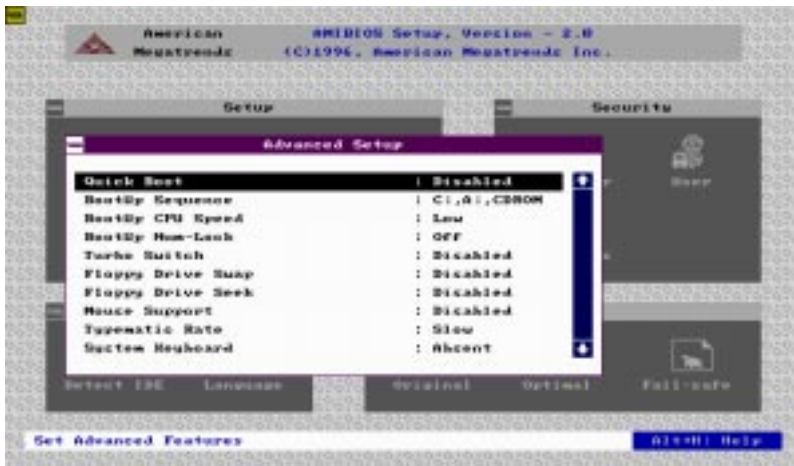 American AMIBIOS Setup, Version - 2.0
Megatrends (C)1996, American Megatrends Inc.
Setup
Security
Advanced Setup
Quick Boot : Disabled
BootUp Sequence : C:,A:,CDROM
BootUp CPU Speed : Low
BootUp Num-Lock : Off
Turbo Switch : Disabled
Floppy Drive Swap : Disabled
Floppy Drive Seek : Disabled
Mouse Support : Disabled
Typematic Rate : Slow
System Keyboard : Absent
User
Detect IDE Language
Original Optimal Fail-safe
Set Advanced Features
Alt+H: Help